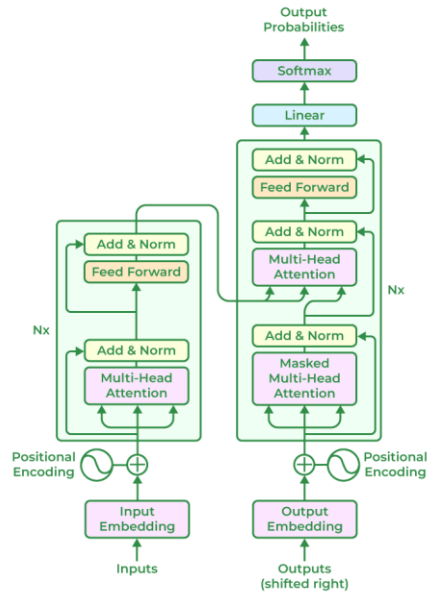 Output
Probabilities
Softmax
Linear
Add & Norm
Feed Forward
Add & Norm
Multi-Head
Attention
Nx
Add & Norm
Masked
Multi-Head
Attention
Positional
Encoding
Output
Embedding
Outputs
(shifted right)
Add & Norm
Feed Forward
Nx
Add & Norm
Multi-Head
Attention
Positional
Encoding
Input
Embedding
Inputs